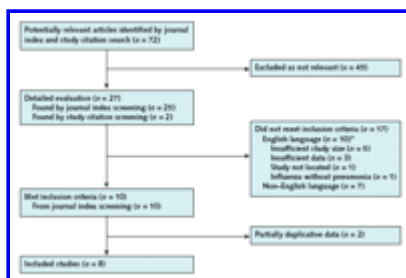 Potentially relevant articles identified by journal
index and study citation search (n = 72)
Excluded as not relevant (n = 45)
Detailed evaluation (n = 27)
Found by journal index screening (n = 25)
Found by study citation screening (n = 2)
Did not meet inclusion criteria (n = 17)
English language (n = 10)*
Insufficient study size (n = 5)
Insufficient data (n = 3)
Study not located (n = 1)
Influenza without pneumonia (n = 1)
Non-English language (n = 7)
Met inclusion criteria (n = 10)
From journal index screening (n = 10)
Partially duplicative data (n = 2)
Included studies (n = 8)